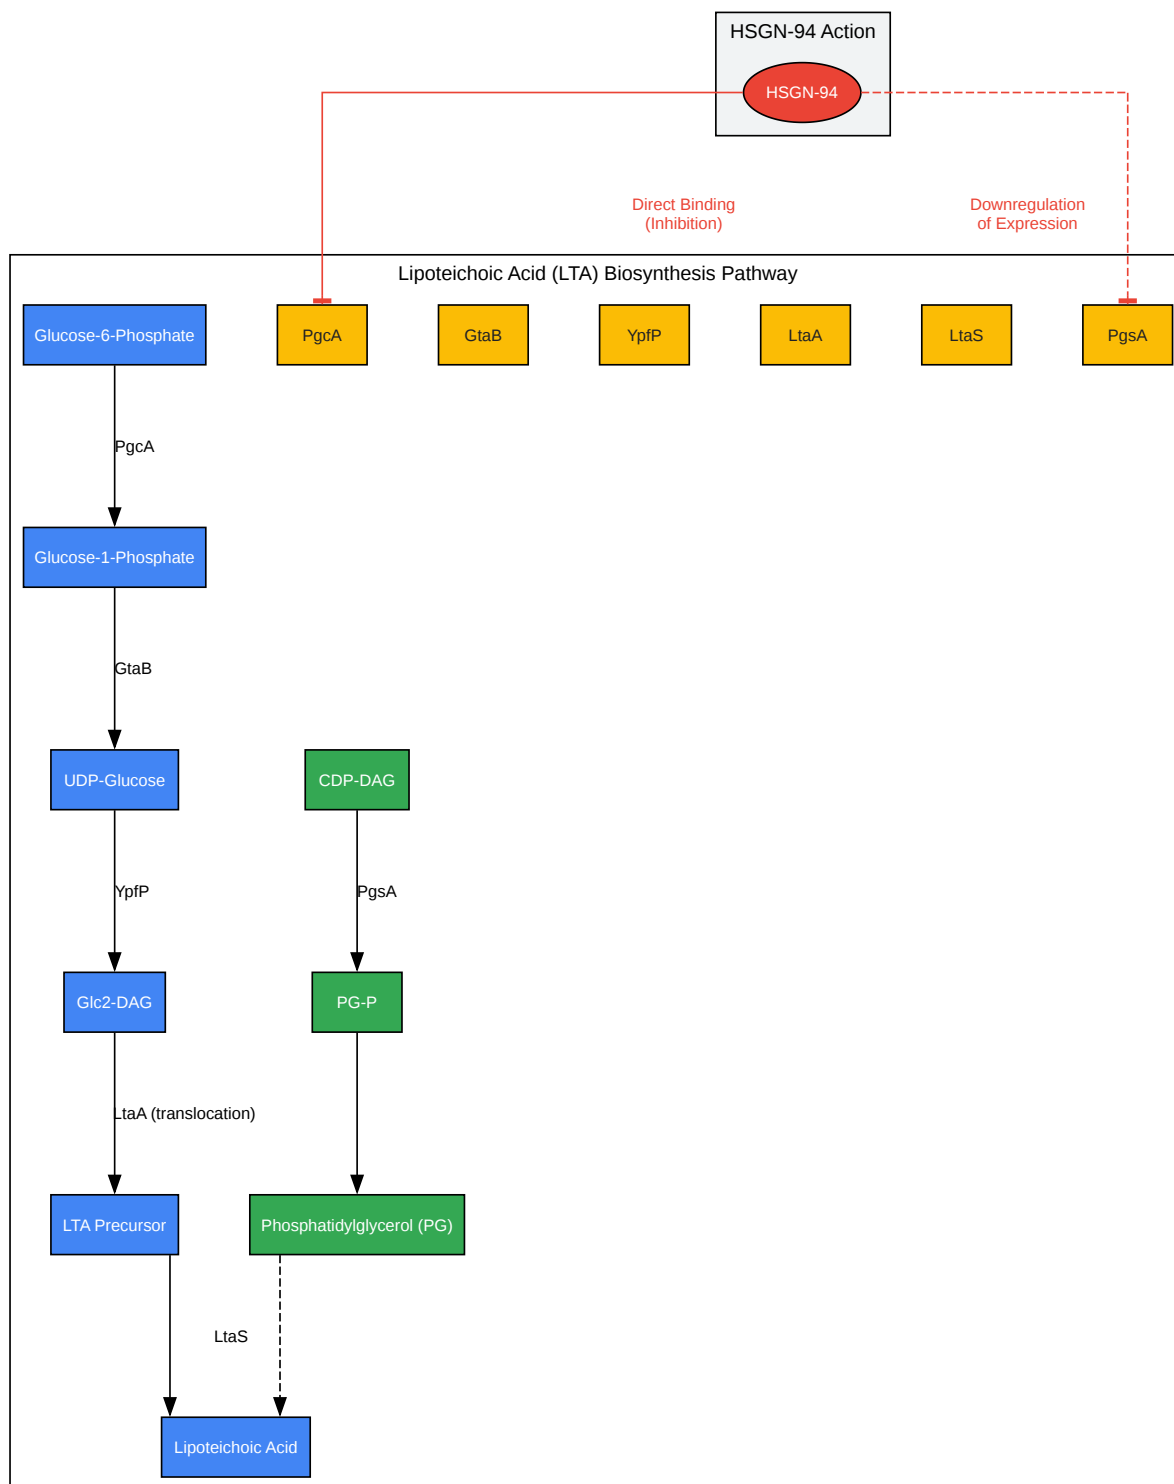 HSGN-94 Action
HSGN-94
Direct Binding
(Inhibition)
Downregulation
of Expression
Lipoteichoic Acid (LTA) Biosynthesis Pathway
Glucose-6-Phosphate
PgcA
GtaB
YpfP
LtaA
LtaS
PgsA
PgcA
Glucose-1-Phosphate
GtaB
UDP-Glucose
CDP-DAG
YpfP
PgsA
Glc2-DAG
PG-P
LtaA (translocation)
LTA Precursor
Phosphatidylglycerol (PG)
LtaS
Lipoteichoic Acid